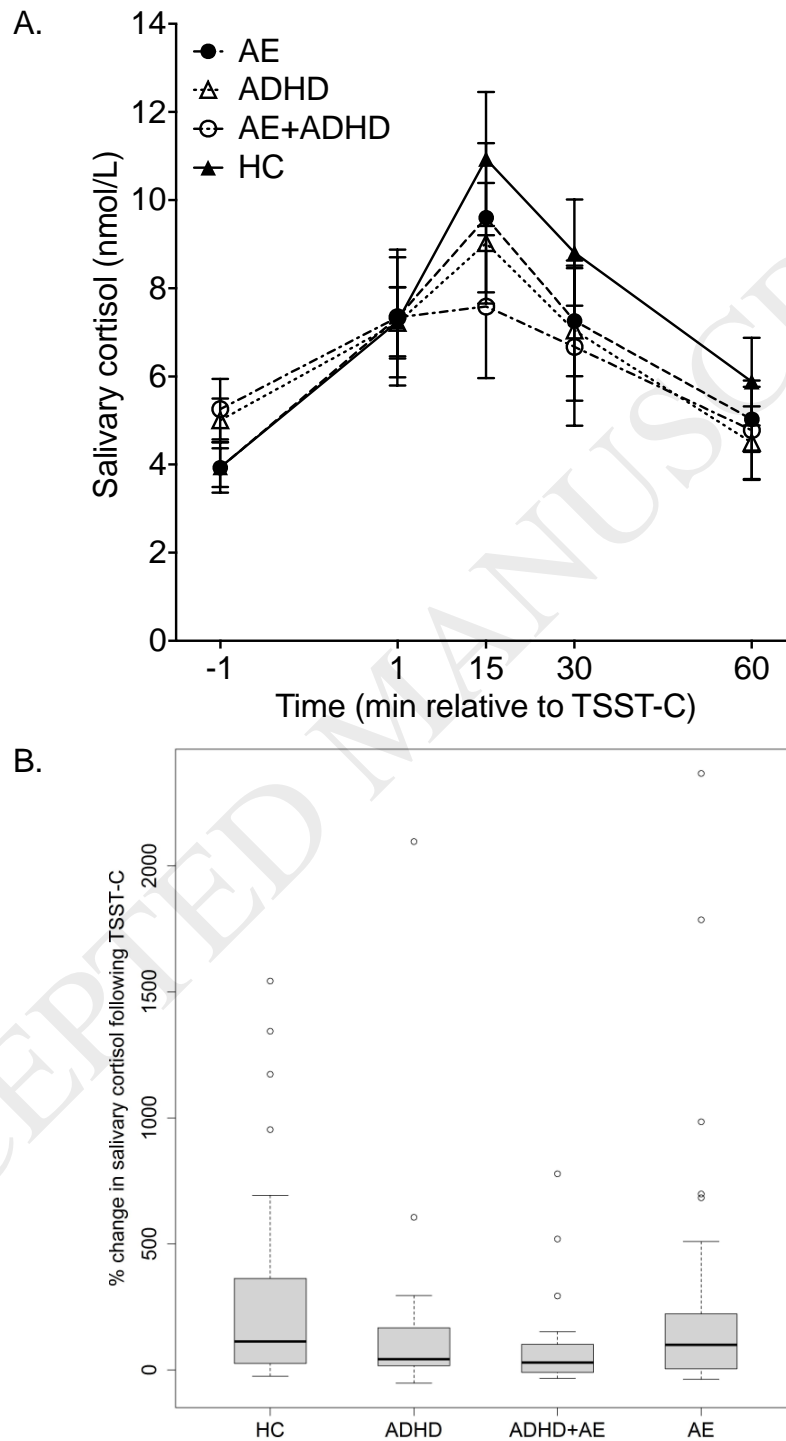 A.
14
12
10
8
6
4
2
0
Salivary cortisol (nmol/L)
AE
ADHD
AE+ADHD
HC
-1 1 15 30 60
Time (min relative to TSST-C)
B.
% change in salivary cortisol following TSST-C
2000
1500
1000
500
0
HC ADHD ADHD+AE AE